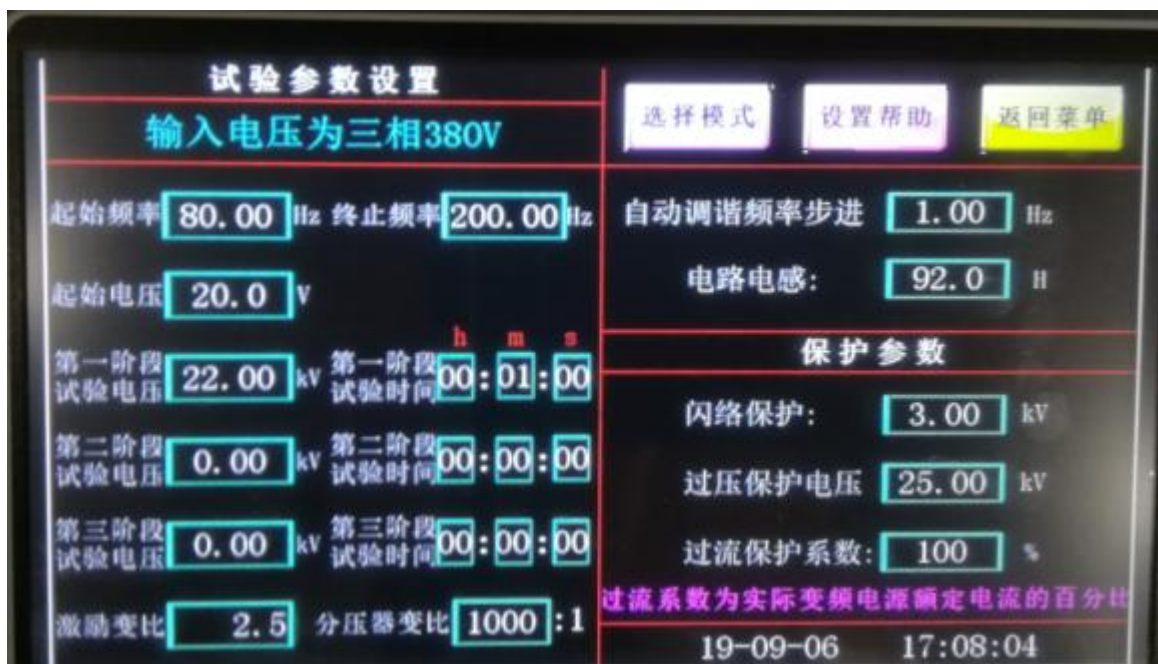 试验参数设置
输入电压为三相380V
起始频率 80.00 Hz 终止频率 200.00 Hz
起始电压 20.0 V
h m s
第一阶段试验电压 22.00 kV 第一阶段试验时间 00:01:00
第二阶段试验电压 0.00 kV 第二阶段试验时间 00:00:00
第三阶段试验电压 0.00 kV 第三阶段试验时间 00:00:00
激励变比 2.5 分压器变比 1000 :1
选择模式 设置帮助 返回菜单
自动调谐频率步进 1.00 Hz
电路电感: 92.0 H
保护参数
闪络保护: 3.00 kV
过压保护电压 25.00 kV
过流保护系数: 100 %
过流系数为实际变频电源额定电流的百分比
19-09-06 17:08:04